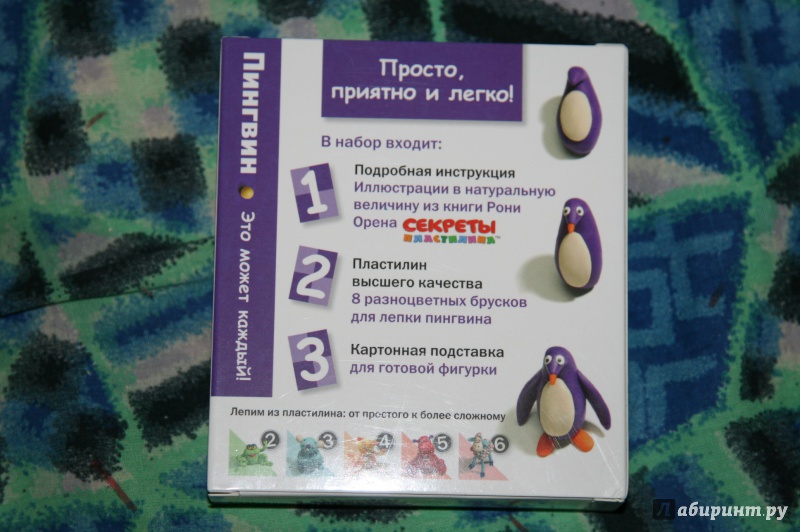 Просто,
приятно и легко!
Пингвин • Это может каждый!
В набор входит:
1
Подробная инструкция
Иллюстрации в натуральную
величину из книги Рони
Орена СЕКРЕТЫ
ПЛАСТИЛИНА™
2
Пластилин
высшего качества
8 разноцветных брусков
для лепки пингвина
3
Картонная подставка
для готовой фигурки
Лепим из пластилина: от простого к более сложному
2 3 4 5 6
Лабиринт.ру